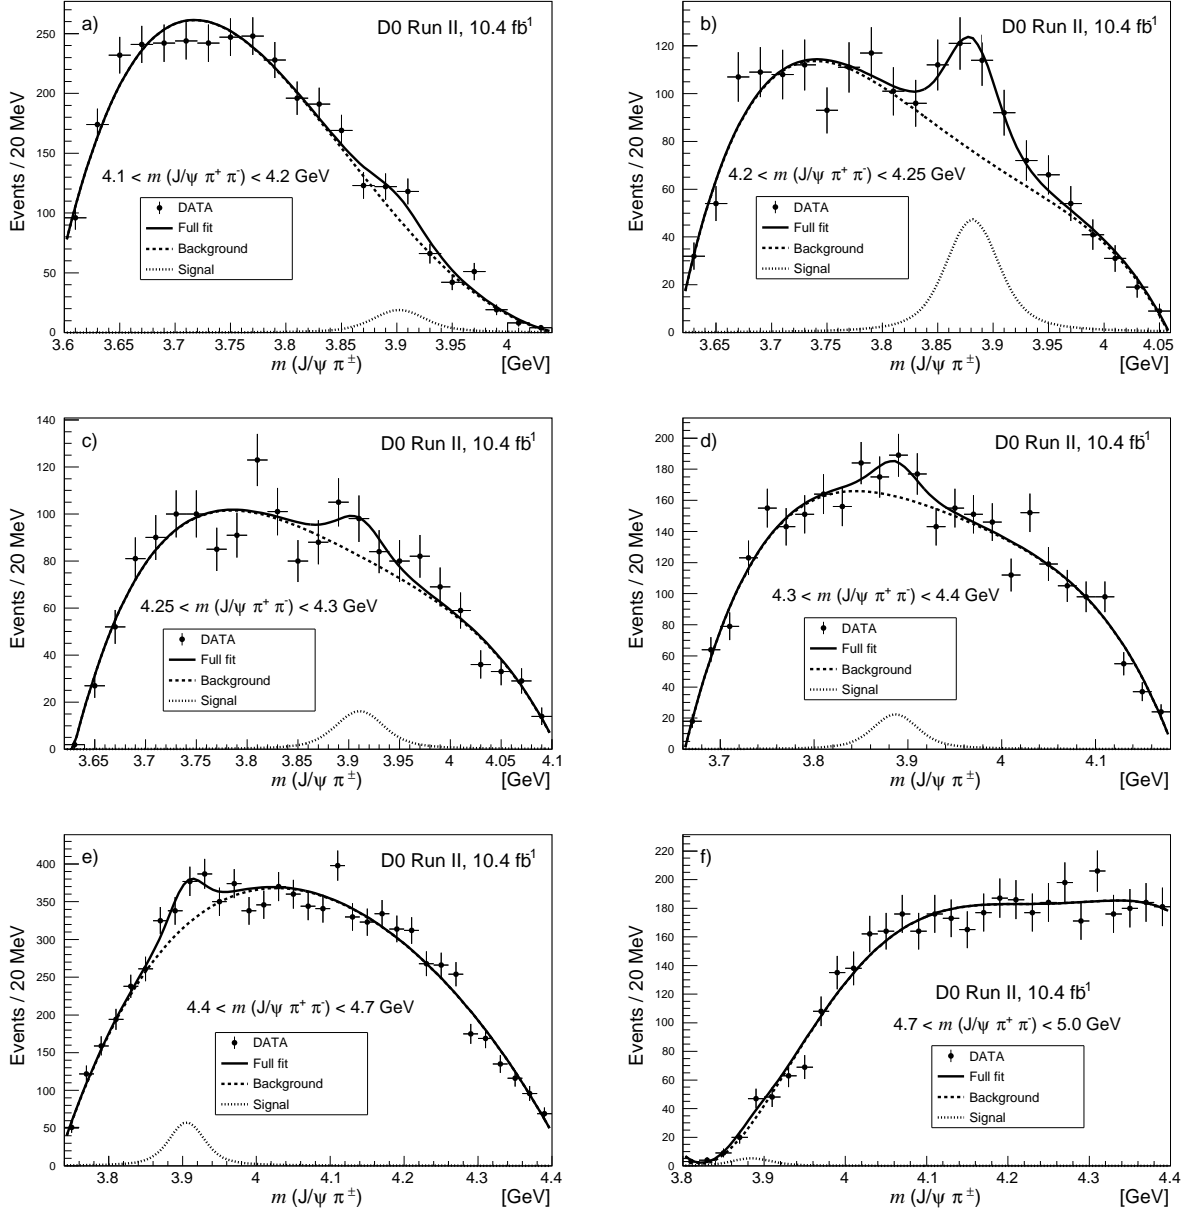 a)
D0 Run II, 10.4 fb⁻¹
Events / 20 MeV
250
200
150
100
50
0
4.1 < m (J/ψ π⁺ π⁻) < 4.2 GeV
DATA
Full fit
Background
Signal
3.6 3.65 3.7 3.75 3.8 3.85 3.9 3.95 4
m (J/ψ π±) [GeV]
b)
D0 Run II, 10.4 fb⁻¹
Events / 20 MeV
120
100
80
60
40
20
0
4.2 < m (J/ψ π⁺ π⁻) < 4.25 GeV
DATA
Full fit
Background
Signal
3.65 3.7 3.75 3.8 3.85 3.9 3.95 4 4.05
m (J/ψ π±) [GeV]
c)
D0 Run II, 10.4 fb⁻¹
Events / 20 MeV
140
120
100
80
60
40
20
0
4.25 < m (J/ψ π⁺ π⁻) < 4.3 GeV
DATA
Full fit
Background
Signal
3.65 3.7 3.75 3.8 3.85 3.9 3.95 4 4.05 4.1
m (J/ψ π±) [GeV]
d)
D0 Run II, 10.4 fb⁻¹
Events / 20 MeV
200
180
160
140
120
100
80
60
40
20
0
4.3 < m (J/ψ π⁺ π⁻) < 4.4 GeV
DATA
Full fit
Background
Signal
3.7 3.8 3.9 4 4.1
m (J/ψ π±) [GeV]
e)
D0 Run II, 10.4 fb⁻¹
Events / 20 MeV
400
350
300
250
200
150
100
50
0
4.4 < m (J/ψ π⁺ π⁻) < 4.7 GeV
DATA
Full fit
Background
Signal
3.8 3.9 4 4.1 4.2 4.3 4.4
m (J/ψ π±) [GeV]
f)
Events / 20 MeV
220
200
180
160
140
120
100
80
60
40
20
0
D0 Run II, 10.4 fb⁻¹
4.7 < m (J/ψ π⁺ π⁻) < 5.0 GeV
DATA
Full fit
Background
Signal
3.8 3.9 4 4.1 4.2 4.3 4.4
m (J/ψ π±) [GeV]